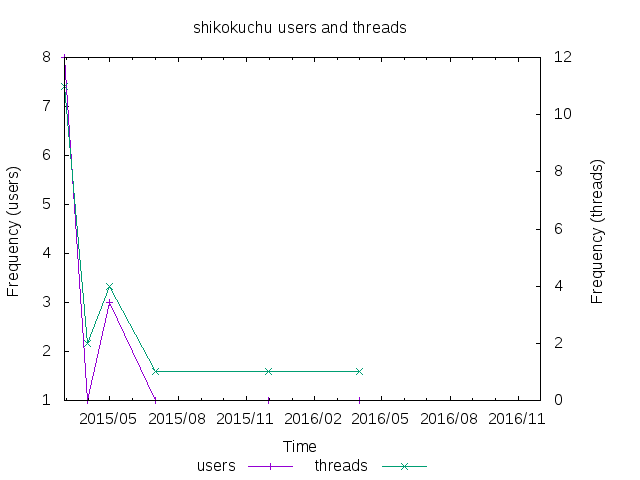 shikokuchu users and threads
8
7
6
5
4
3
2
1
12
10
8
6
4
2
0
Frequency (users)
Frequency (threads)
2015/05 2015/08 2015/11 2016/02 2016/05 2016/08 2016/11
Time
users threads